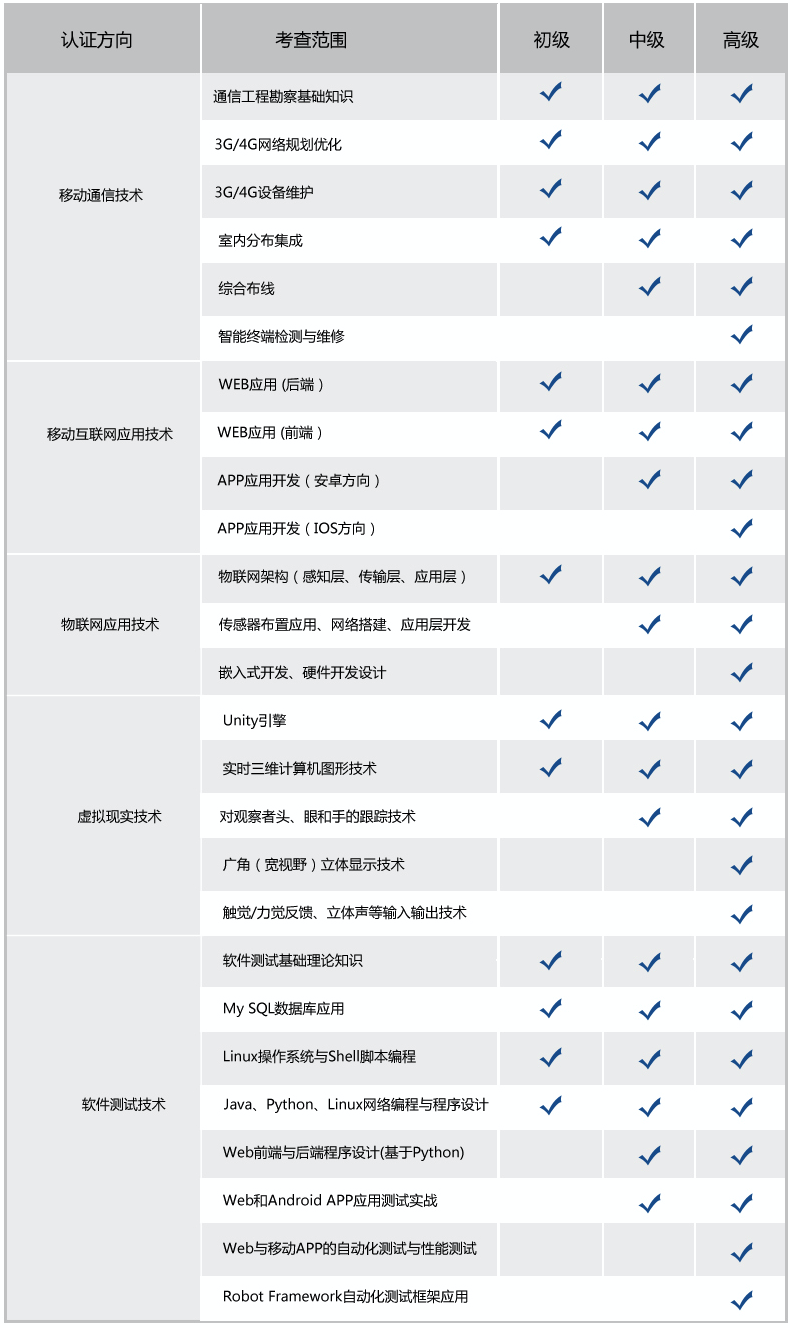 认证方向 考查范围 初级 中级 高级
移动通信技术
通信工程勘察基础知识
3G/4G网络规划优化
3G/4G设备维护
室内分布集成
综合布线
智能终端检测与维修
移动互联网应用技术
WEB应用 (后端）
WEB应用 (前端）
APP应用开发（安卓方向）
APP应用开发（IOS方向）
物联网应用技术
物联网架构（感知层、传输层、应用层）
传感器布置应用、网络搭建、应用层开发
嵌入式开发、硬件开发设计
虚拟现实技术
Unity引擎
实时三维计算机图形技术
对观察者头、眼和手的跟踪技术
广角（宽视野）立体显示技术
触觉/力觉反馈、立体声等输入输出技术
软件测试技术
软件测试基础理论知识
My SQL数据库应用
Linux操作系统与Shell脚本编程
Java、Python、Linux网络编程与程序设计
Web前端与后端程序设计(基于Python)
Web和Android APP应用测试实战
Web与移动APP的自动化测试与性能测试
Robot Framework自动化测试框架应用